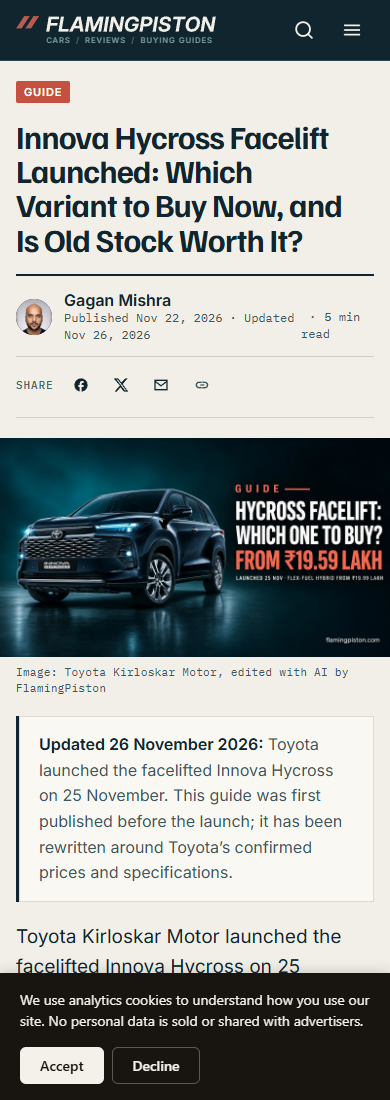 FLAMINGPISTON
CARS / REVIEWS / BUYING GUIDES
GUIDE
Innova Hycross Facelift
Launched: Which
Variant to Buy Now, and
Is Old Stock Worth It?
Gagan Mishra
Published Nov 22, 2026 · Updated Nov 26, 2026 · 5 min read
SHARE
GUIDE
HYCROSS FACELIFT:
WHICH ONE TO BUY?
FROM ₹19.59 LAKH
LAUNCHED 25 NOV · FLEX-FUEL HYBRID FROM ₹19.99 LAKH
INNOVA
flamingpiston.com
Image: Toyota Kirloskar Motor, edited with AI by
FlamingPiston
Updated 26 November 2026: Toyota
launched the facelifted Innova Hycross
on 25 November. This guide was first
published before the launch; it has been
rewritten around Toyota’s confirmed
prices and specifications.
Toyota Kirloskar Motor launched the
facelifted Innova Hycross on 25
We use analytics cookies to understand how you use our
site. No personal data is sold or shared with advertisers.
Accept
Decline